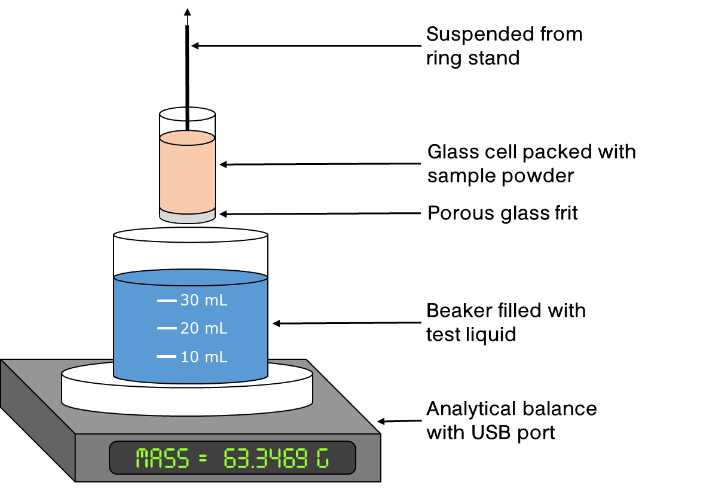 Suspended from
ring stand
Glass cell packed with
sample powder
Porous glass frit
30 mL
20 mL
10 mL
Beaker filled with
test liquid
Analytical balance
with USB port
MASS = 63.3469 G